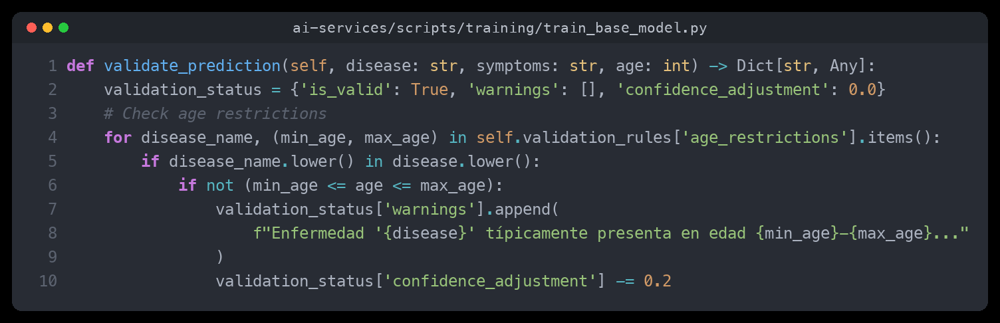 ai-services/scripts/training/train_base_model.py
1 def validate_prediction(self, disease: str, symptoms: str, age: int) -> Dict[str, Any]:
2     validation_status = {'is_valid': True, 'warnings': [], 'confidence_adjustment': 0.0}
3     # Check age restrictions
4     for disease_name, (min_age, max_age) in self.validation_rules['age_restrictions'].items():
5         if disease_name.lower() in disease.lower():
6             if not (min_age <= age <= max_age):
7                 validation_status['warnings'].append(
8                     f"Enfermedad '{disease}' típicamente presenta en edad {min_age}-{max_age}..."
9                 )
10                 validation_status['confidence_adjustment'] -= 0.2